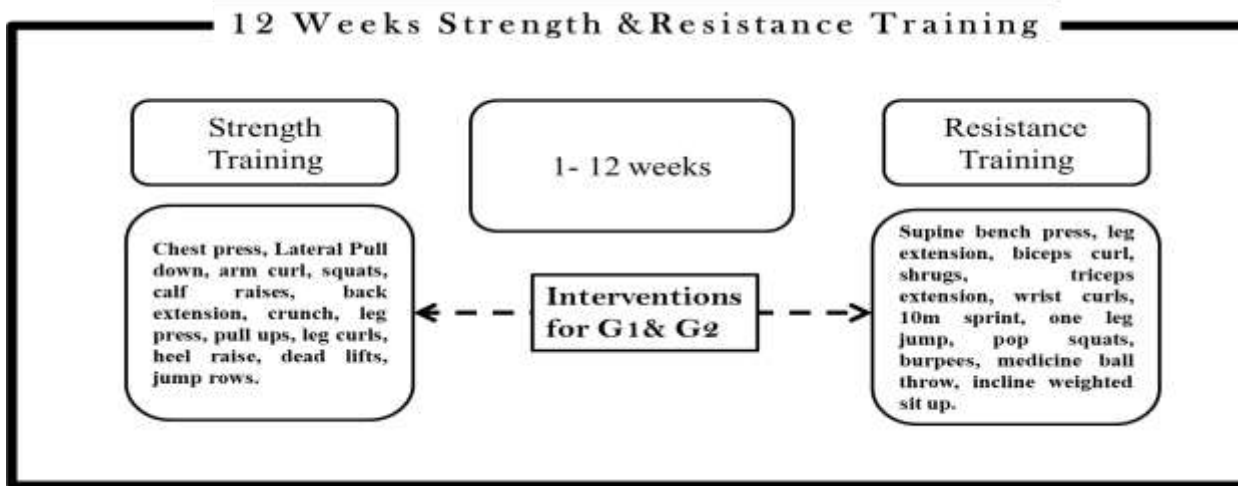 12 Weeks Strength &Resistance Training
Strength
Training
1- 12 weeks
Resistance
Training
Chest press, Lateral Pull
down, arm curl, squats,
calf raises, back
extension, crunch, leg
press, pull ups, leg curls,
heel raise, dead lifts,
jump rows.
Interventions
for G1& G2
Supine bench press, leg
extension, biceps curl,
shrugs, triceps
extension, wrist curls,
10m sprint, one leg
jump, pop squats,
burpees, medicine ball
throw, incline weighted
sit up.